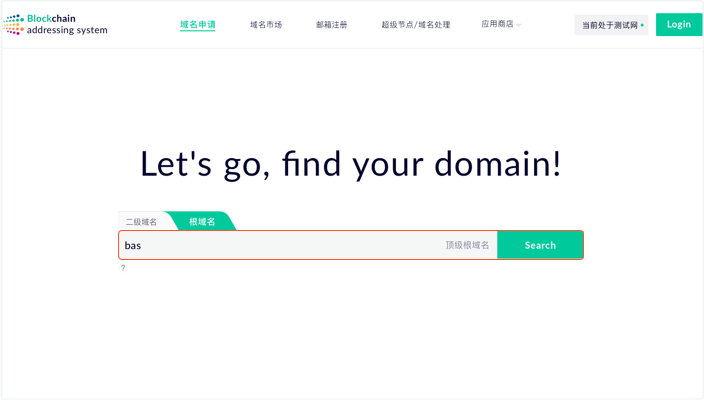 Blockchain
addressing system
域名申请 域名市场 邮箱注册 超级节点/域名处理 应用商店 当前处于测试网 Login
Let's go, find your domain!
二级域名 根域名
bas 顶级根域名 Search
?